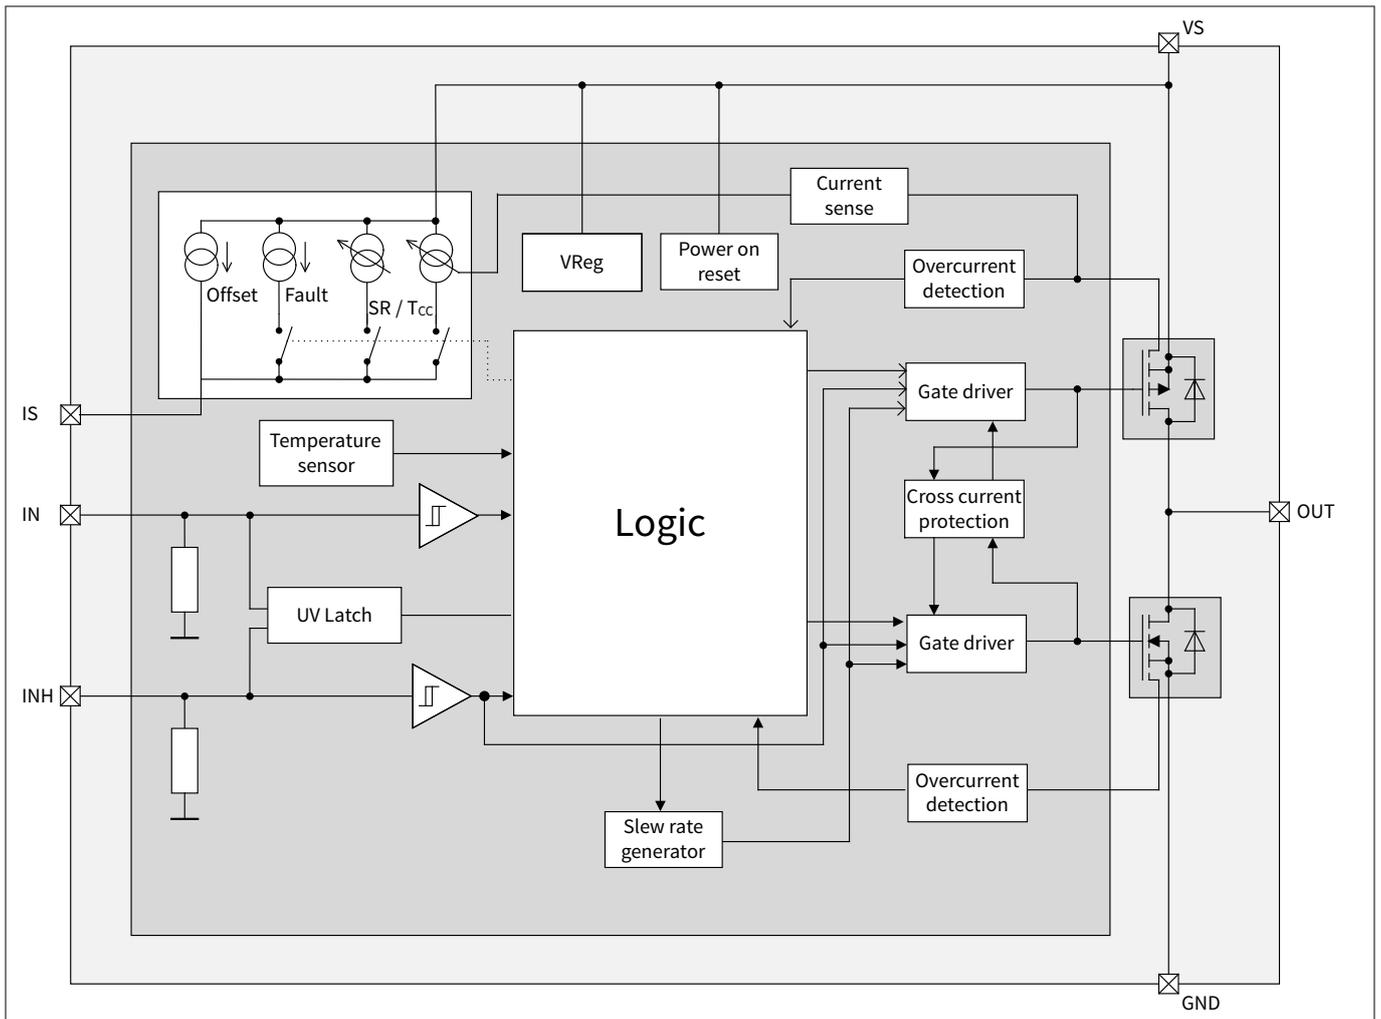 VS
Current
sense
VReg
Power on
reset
Overcurrent
detection
Offset
Fault
SR / TCC
Gate driver
IS
Temperature
sensor
Cross current
protection
IN
Logic
OUT
UV Latch
Gate driver
INH
Overcurrent
detection
Slew rate
generator
GND